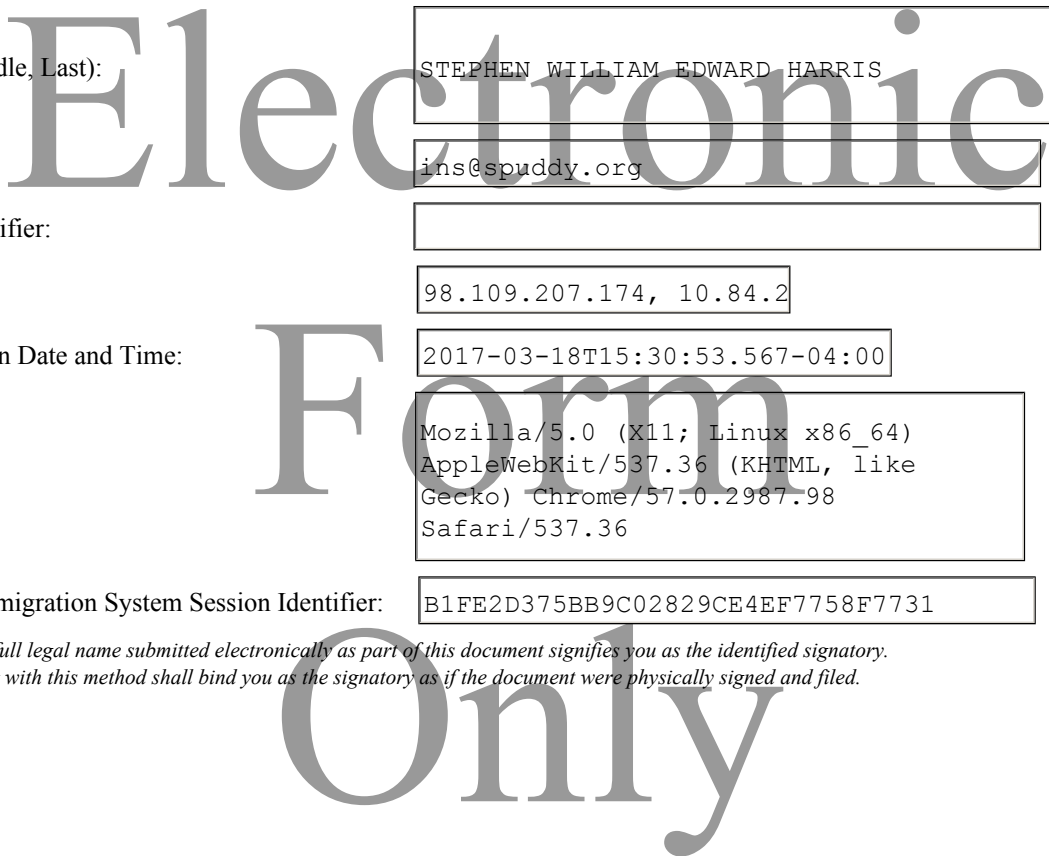 Electronic
dle, Last):
STEPHEN WILLIAM EDWARD HARRIS
ins@spuddy.org
ifier:
98.109.207.174, 10.84.2
Form
n Date and Time:
2017-03-18T15:30:53.567-04:00
Mozilla/5.0 (X11; Linux x86_64)
AppleWebKit/537.36 (KHTML, like
Gecko) Chrome/57.0.2987.98
Safari/537.36
migration System Session Identifier:
B1FE2D375BB9C02829CE4EF7758F7731
full legal name submitted electronically as part of this document signifies you as the identified signatory.
with this method shall bind you as the signatory as if the document were physically signed and filed.
Only